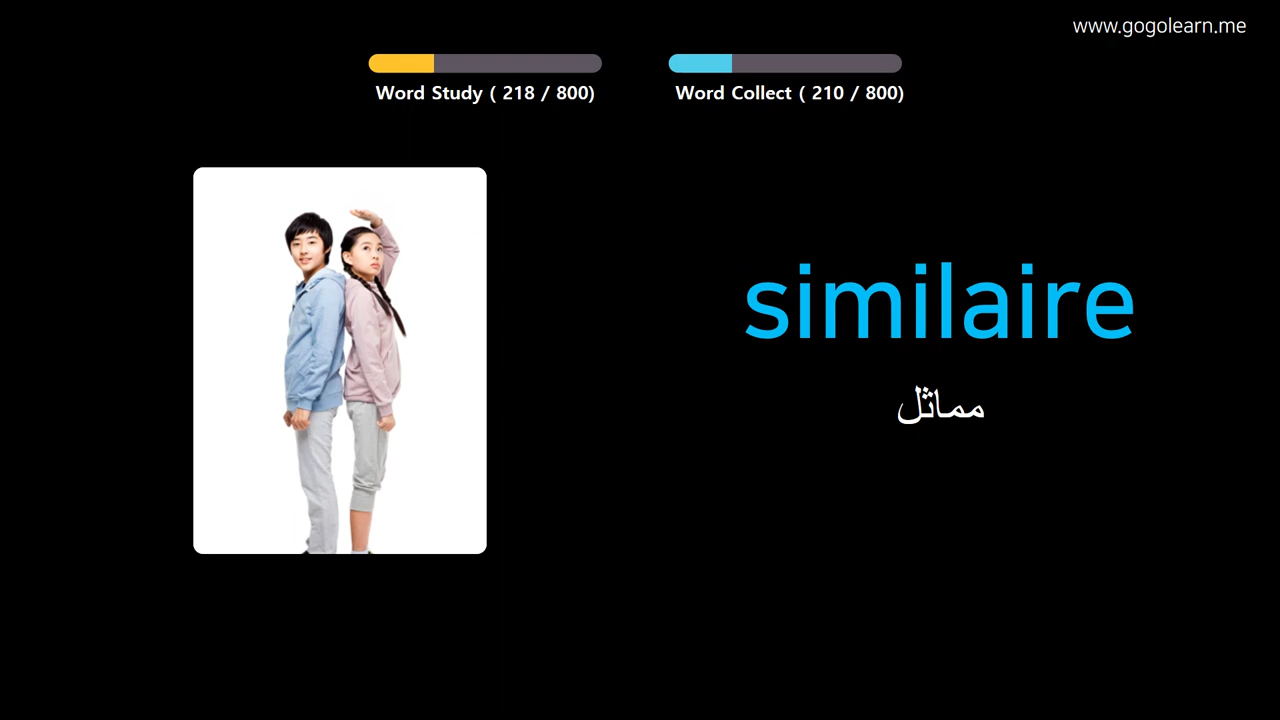 www.gogolearn.me
Word Study ( 218 / 800)
Word Collect ( 210 / 800)
similaire
مماثل